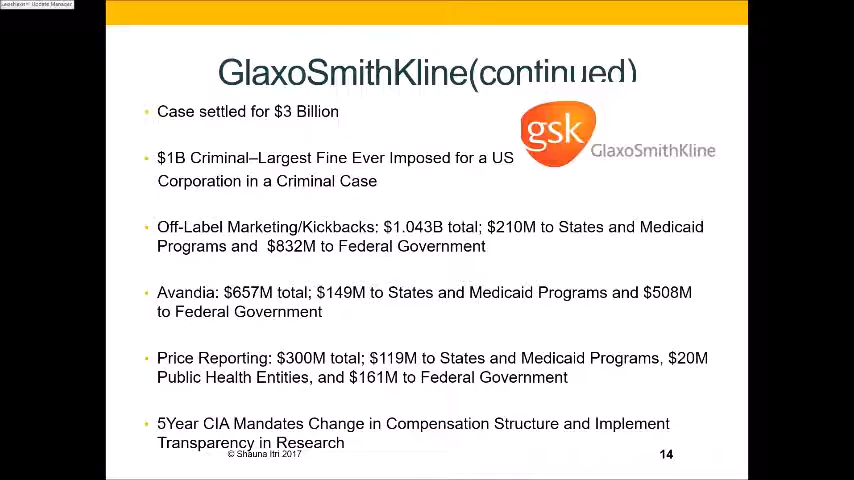 GlaxoSmithKline(continued)
Case settled for $3 Billion
gsk
GlaxoSmithKline
$1B Criminal–Largest Fine Ever Imposed for a US
Corporation in a Criminal Case
Off-Label Marketing/Kickbacks: $1.043B total; $210M to States and Medicaid
Programs and $832M to Federal Government
Avandia: $657M total; $149M to States and Medicaid Programs and $508M
to Federal Government
Price Reporting: $300M total; $119M to States and Medicaid Programs, $20M
Public Health Entities, and $161M to Federal Government
5Year CIA Mandates Change in Compensation Structure and Implement
Transparency in Research
© Shauna Itri 2017
14